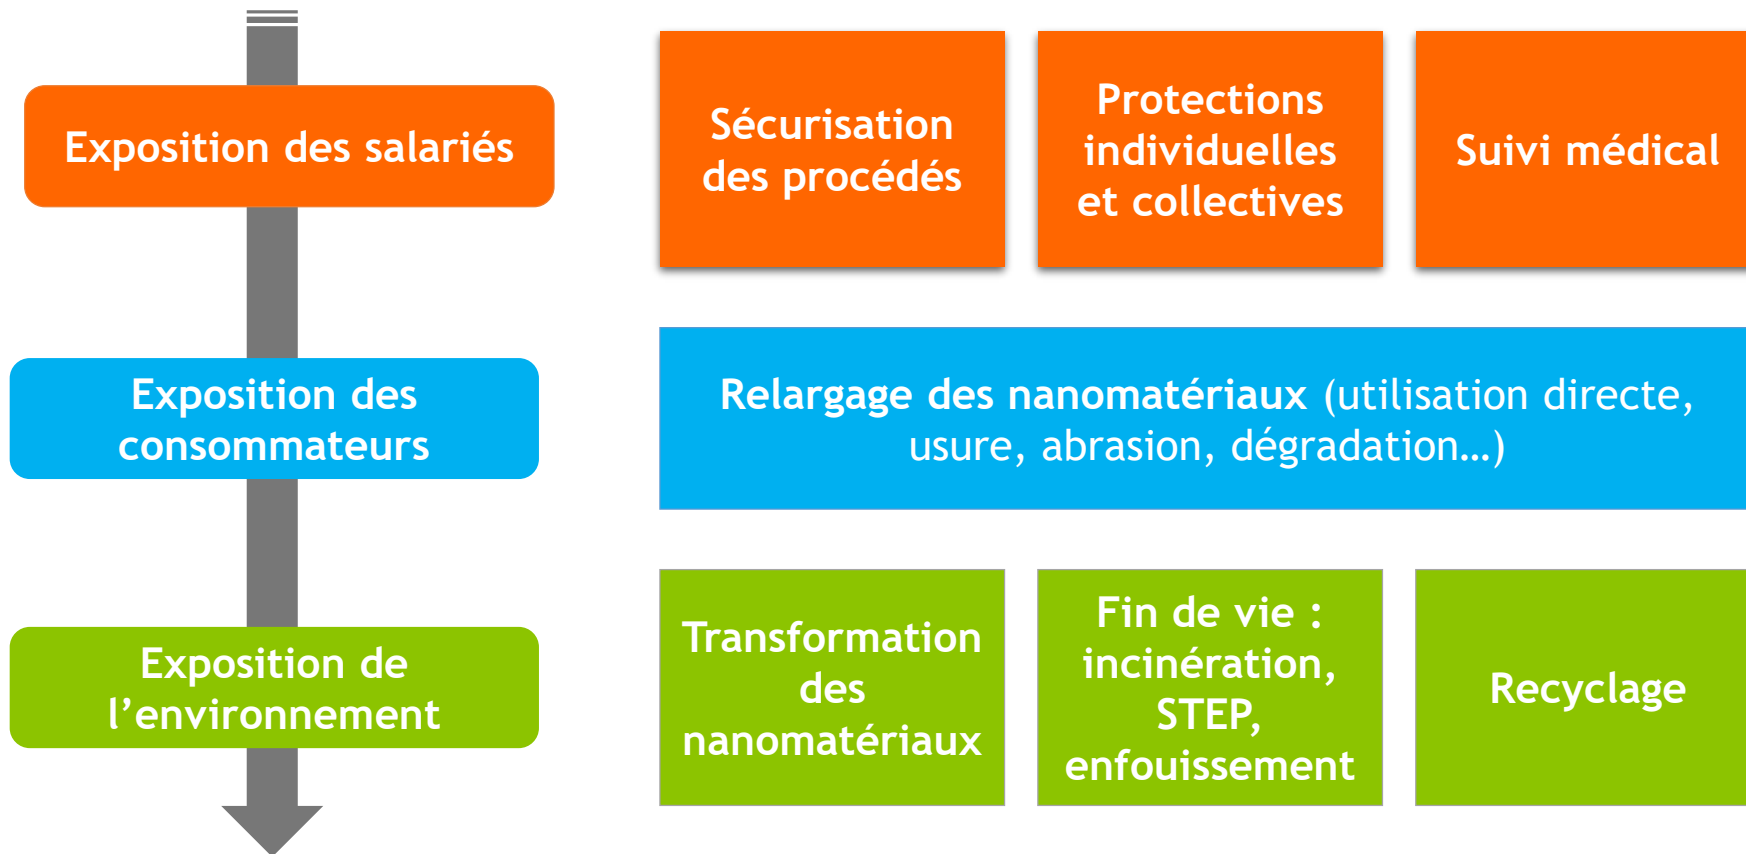 Exposition des salariés
Sécurisation
des procédés
Protections
individuelles
et collectives
Suivi médical
Exposition des
consommateurs
Relargage des nanomatériaux (utilisation directe,
usure, abrasion, dégradation…)
Exposition de
l’environnement
Transformation
des
nanomatériaux
Fin de vie :
incinération,
STEP,
enfouissement
Recyclage